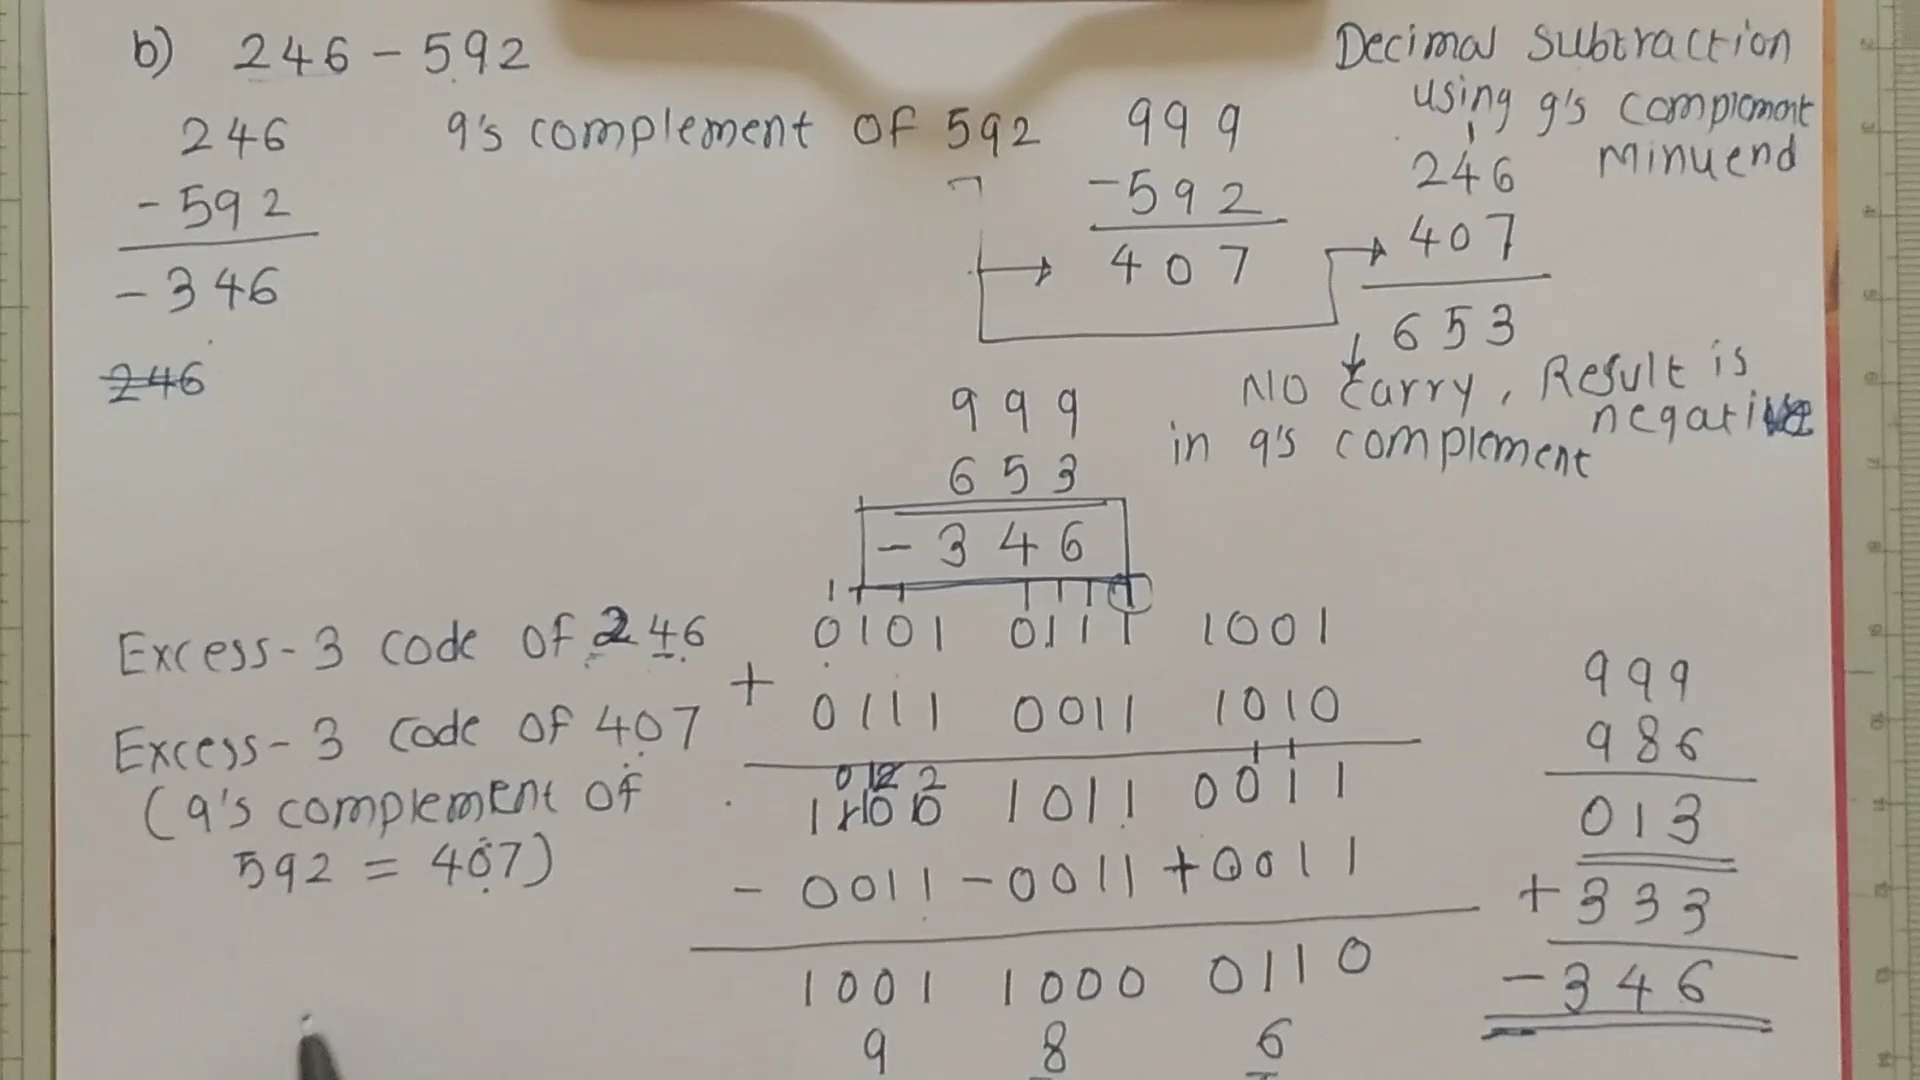 b) 246 - 592
Decimal subtraction
using 9's complement
246
- 592
- 346
246
9's complement of 592
999
- 592
407
246 minuend
407
653
No carry, Result is
negative
in 9's complement
999
653
- 346
Excess-3 code of 246
0101 0111 1001
+
Excess-3 code of 407
0111 0011 1010
(9's complement of
592 = 407)
1011 0011
- 0011 - 0011 + 0011
1001 1000 0110
9 8 6
999
986
013
+ 333
- 346